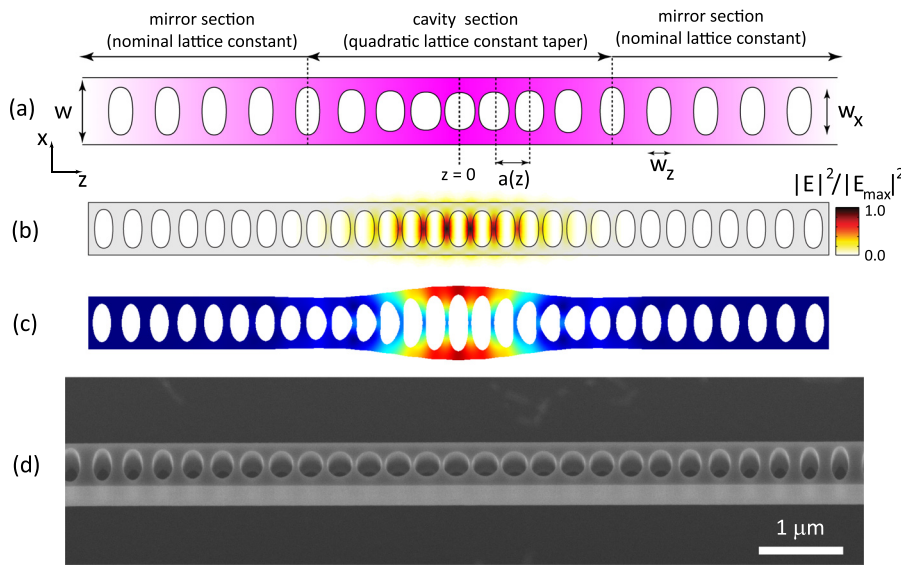 mirror section
(nominal lattice constant)
cavity section
(quadratic lattice constant taper)
mirror section
(nominal lattice constant)
(a)
w
w_x
x
z
z = 0
a(z)
w_z
|E|²/|E_max|²
(b)
1.0
0.0
(c)
(d)
1 μm